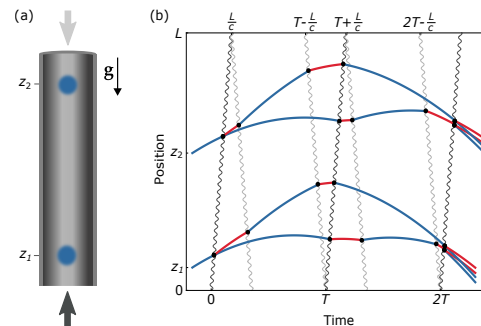 (a)
z₂
g
z₁
(b)
L/c
T - L/c
T + L/c
2T - L/c
L
Position
z₂
z₁
0
0
T
2T
Time